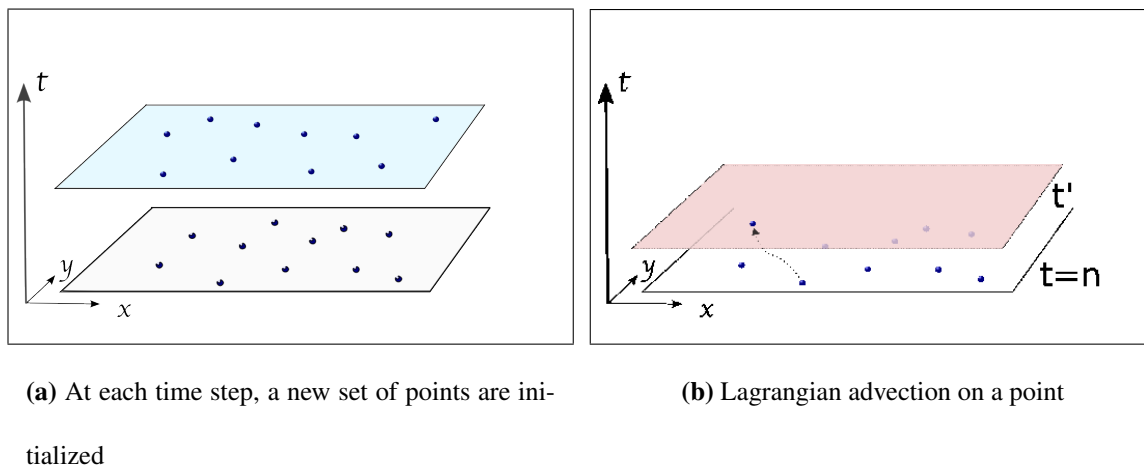 t
y
x
t
t'
y
t=n
x
(a) At each time step, a new set of points are ini-
tialized
(b) Lagrangian advection on a point